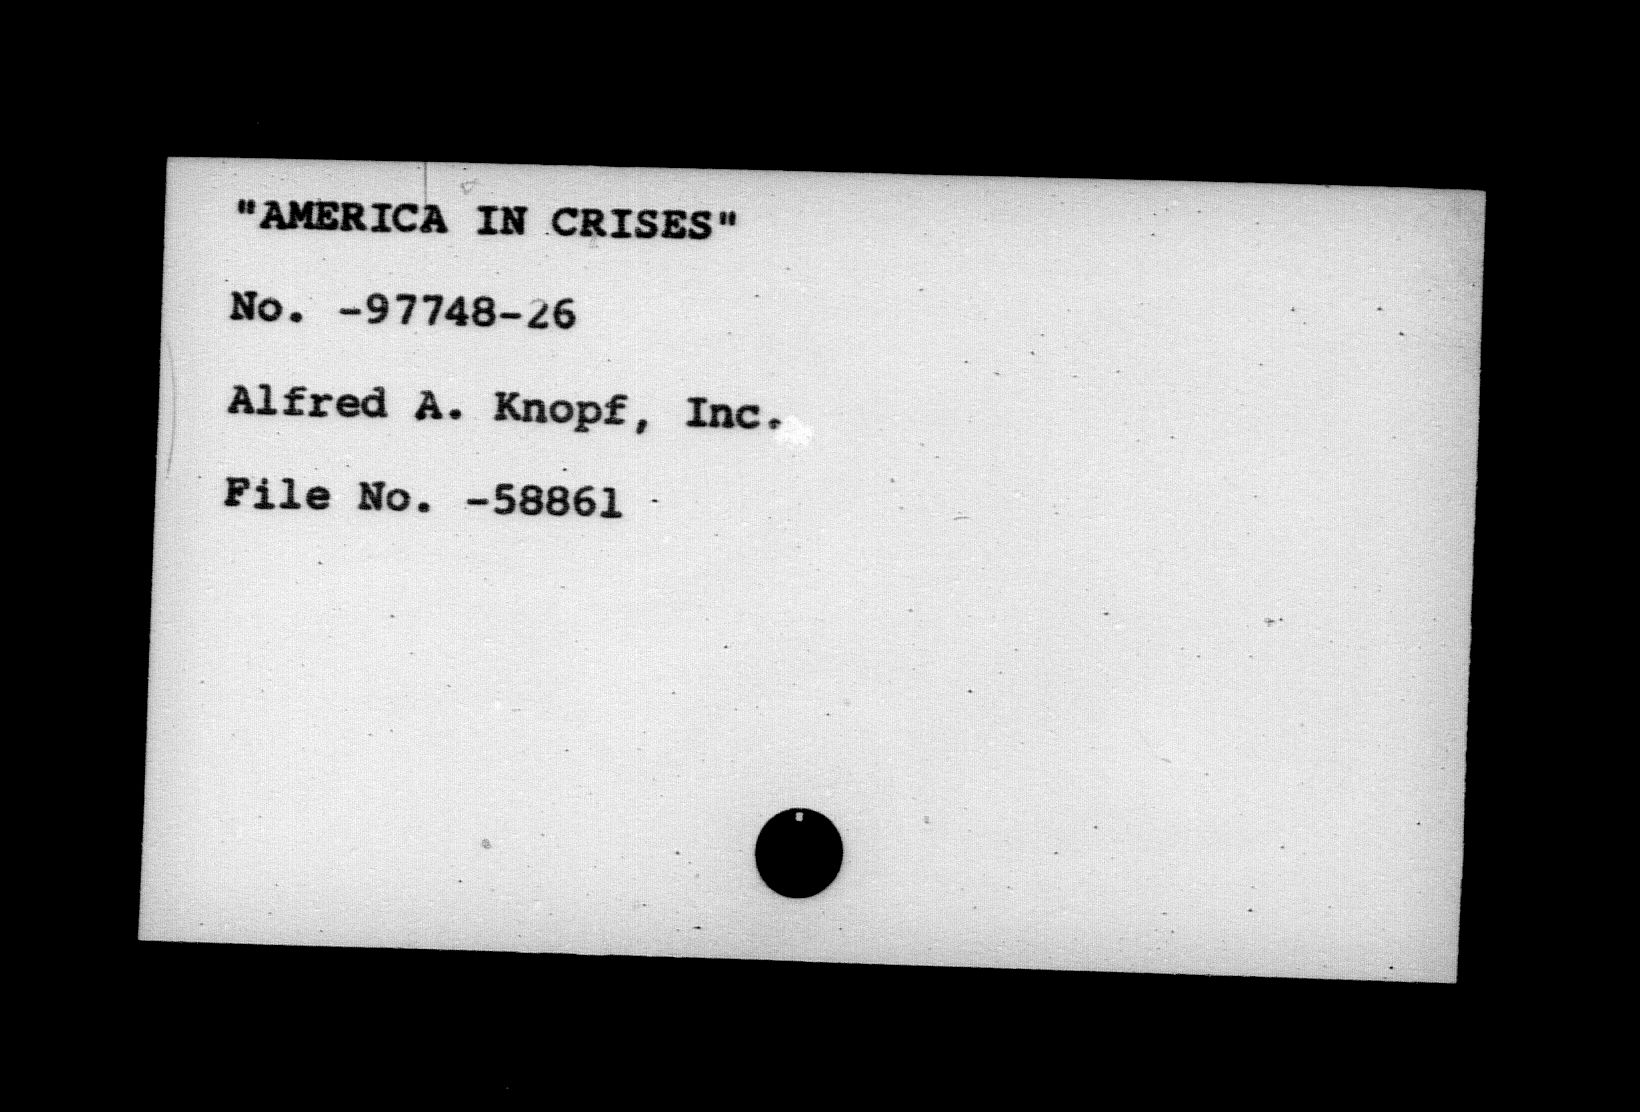 "AMERICA IN CRISES"
No. -97748-26
Alfred A. Knopf, Inc.
File No. -58861